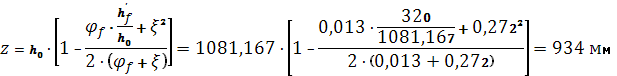 z = h₀ · [1 - (φ_f · h'_f/h₀ + ξ²)/(2 · (φ_f + ξ))] = 1081,167 · [1 - (0,013 · 320/1081,167 + 0,272²)/(2 · (0,013 + 0,272))] = 934 мм